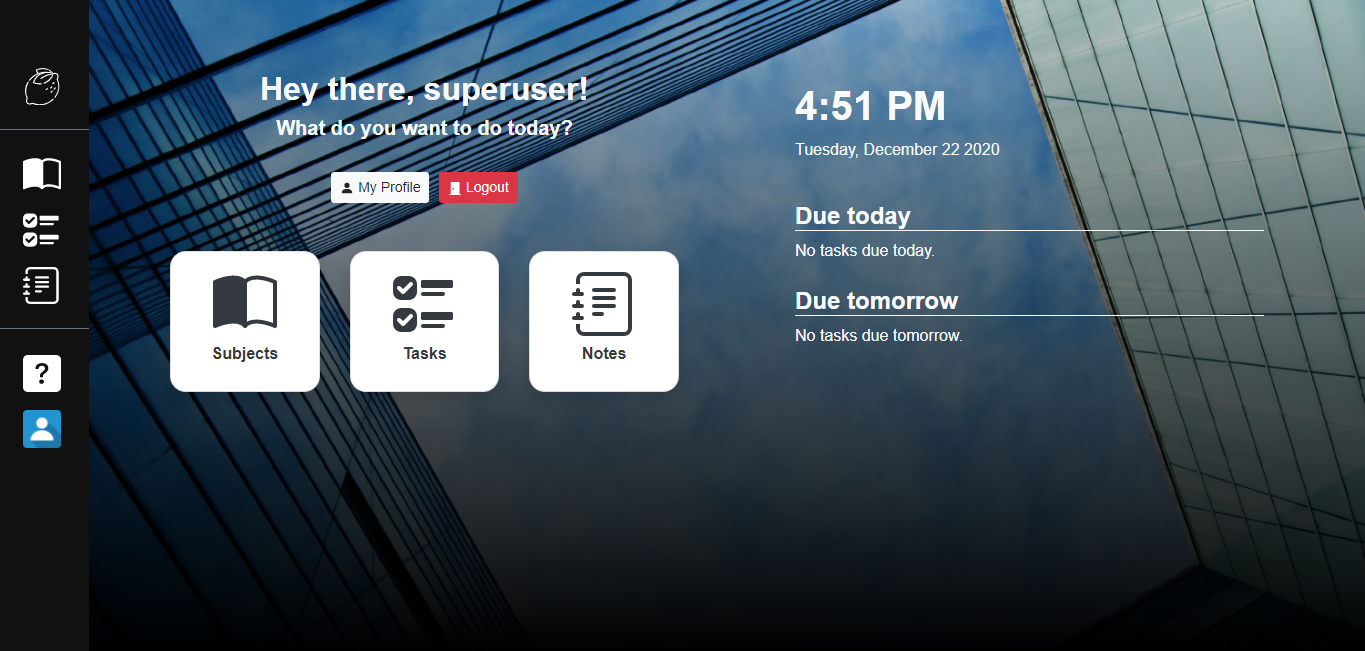 Hey there, superuser!
What do you want to do today?
My Profile
Logout
Subjects
Tasks
Notes
4:51 PM
Tuesday, December 22 2020
Due today
No tasks due today.
Due tomorrow
No tasks due tomorrow.
?